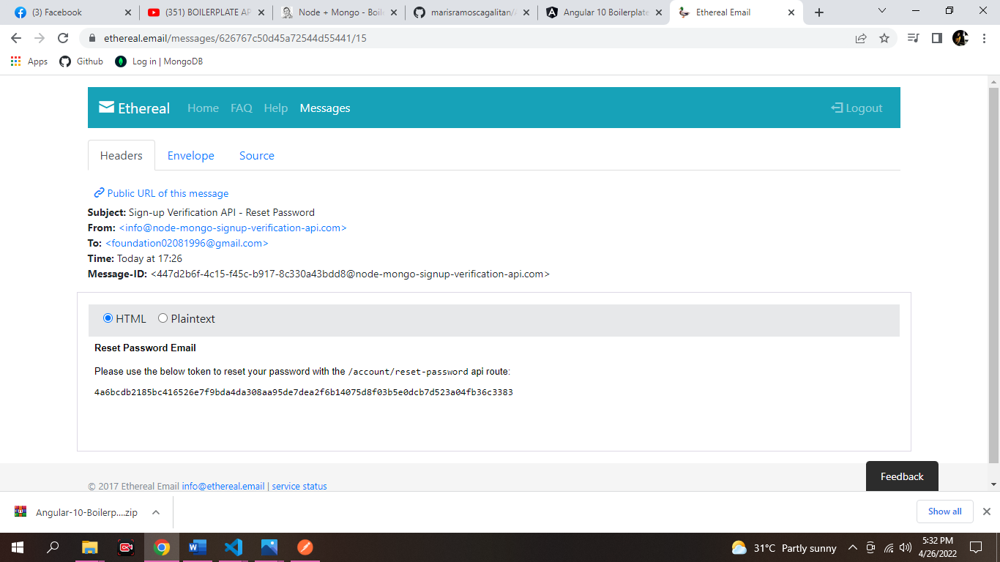 (3) Facebook
(351) BOILERPLATE AP
Node + Mongo - Boil
marisramoscagalitan/
Angular 10 Boilerplate
Ethereal Email
ethereal.email/messages/626767c50d45a72544d55441/15
Apps Github Log in | MongoDB
Ethereal Home FAQ Help Messages Logout
Headers Envelope Source
Public URL of this message
Subject: Sign-up Verification API - Reset Password
From: <info@node-mongo-signup-verification-api.com>
To: <foundation02081996@gmail.com>
Time: Today at 17:26
Message-ID: <447d2b6f-4c15-f45c-b917-8c330a43bdd8@node-mongo-signup-verification-api.com>
HTML Plaintext
Reset Password Email
Please use the below token to reset your password with the /account/reset-password api route:
4a6bcdb2185bc416526e7f9bda4da308aa95de7dea2f6b14075d8f03b5e0dcb7d523a04fb36c3383
Feedback
© 2017 Ethereal Email info@ethereal.email | service status
Angular-10-Boilerp....zip
Show all
31°C Partly sunny
5:32 PM
4/26/2022